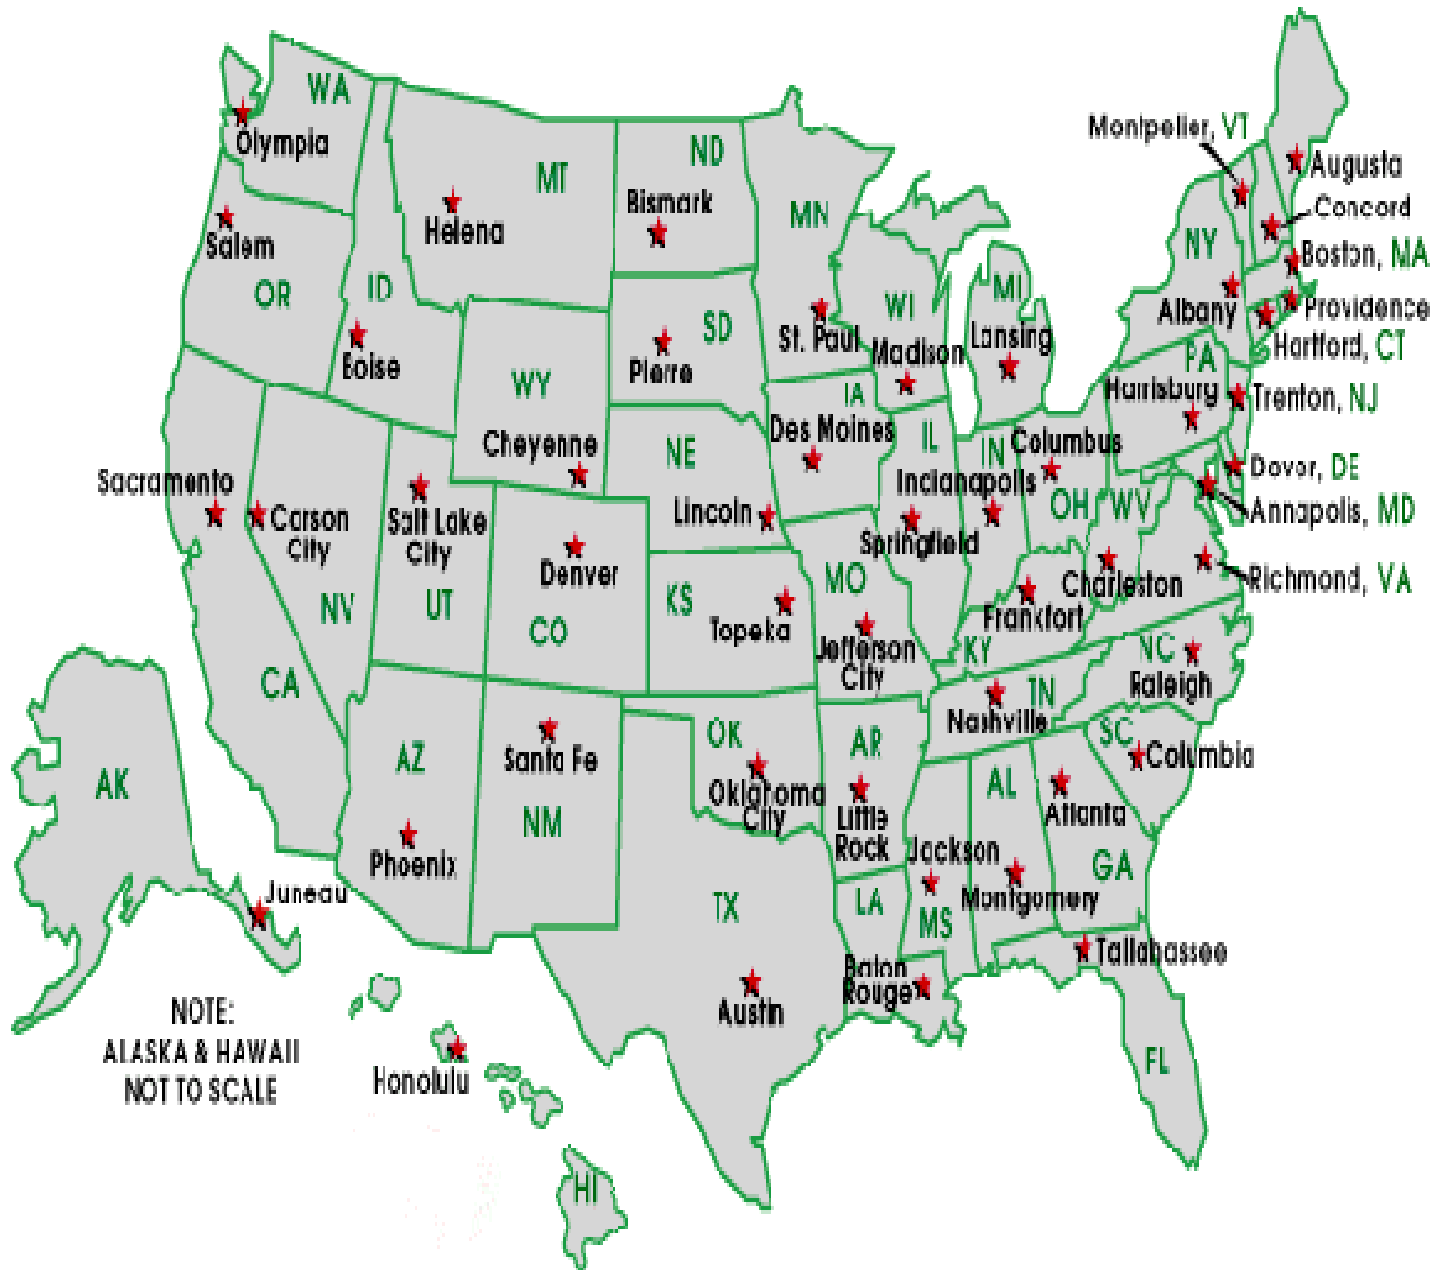 WA
Olympia
Salem
OR
ID
Boise
MT
Helena
ND
Bismark
SD
Pierre
WY
Cheyenne
NE
Lincoln
MN
St. Paul
WI
Madison
MI
Lansing
IA
Des Moines
IL
Springfield
IN
Indianapolis
Columbus
OH
WV
Charleston
Montpelier, VT
Augusta
Concord
NY
Albany
Boston, MA
Providence
Hartford, CT
PA
Harrisburg
Trenton, NJ
Dover, DE
Annapolis, MD
Richmond, VA
Sacramento
Carson
City
NV
CA
Salt Lake
City
UT
Denver
CO
KS
Topeka
MO
Jefferson
City
Frankfort
KY
Nashville
TN
NC
Raleigh
SC
Columbia
AZ
Phoenix
Santa Fe
NM
OK
Oklahoma
City
TX
Austin
AR
Little
Rock
LA
Baton
Rouge
Jackson
MS
AL
Montgomery
Atlanta
GA
Tallahassee
FL
AK
Juneau
NOTE:
ALASKA & HAWAII
NOT TO SCALE
Honolulu
HI